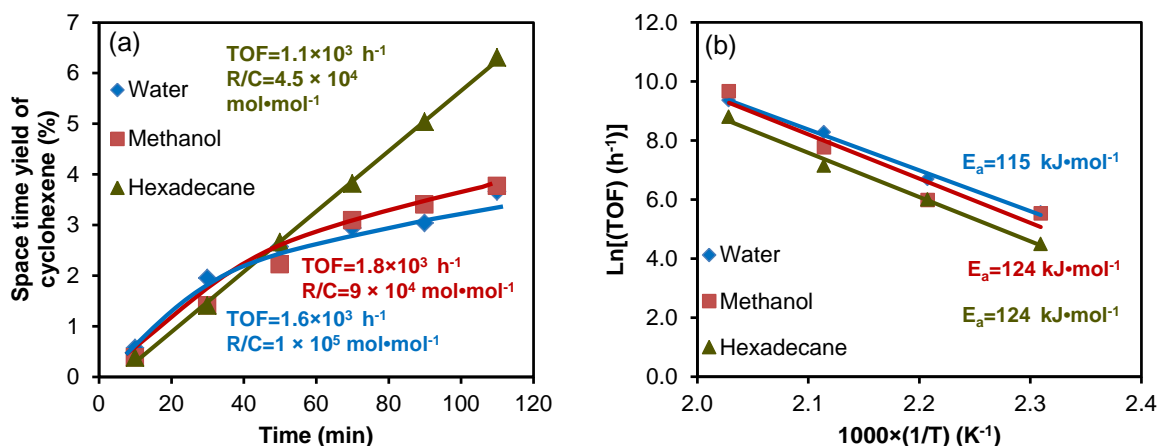 (a)
Space time yield of
cyclohexene (%)
7
6
5
4
3
2
1
0
0 20 40 60 80 100 120
Time (min)
Water
Methanol
Hexadecane
TOF=1.1×10³ h⁻¹
R/C=4.5 × 10⁴
mol•mol⁻¹
TOF=1.8×10³ h⁻¹
R/C=9 × 10⁴ mol•mol⁻¹
TOF=1.6×10³ h⁻¹
R/C=1 × 10⁵ mol•mol⁻¹
(b)
Ln[(TOF) (h⁻¹)]
12.0
10.0
8.0
6.0
4.0
2.0
0.0
2.0 2.1 2.2 2.3 2.4
1000×(1/T) (K⁻¹)
Eₐ=115 kJ•mol⁻¹
Water
Eₐ=124 kJ•mol⁻¹
Methanol
Eₐ=124 kJ•mol⁻¹
Hexadecane